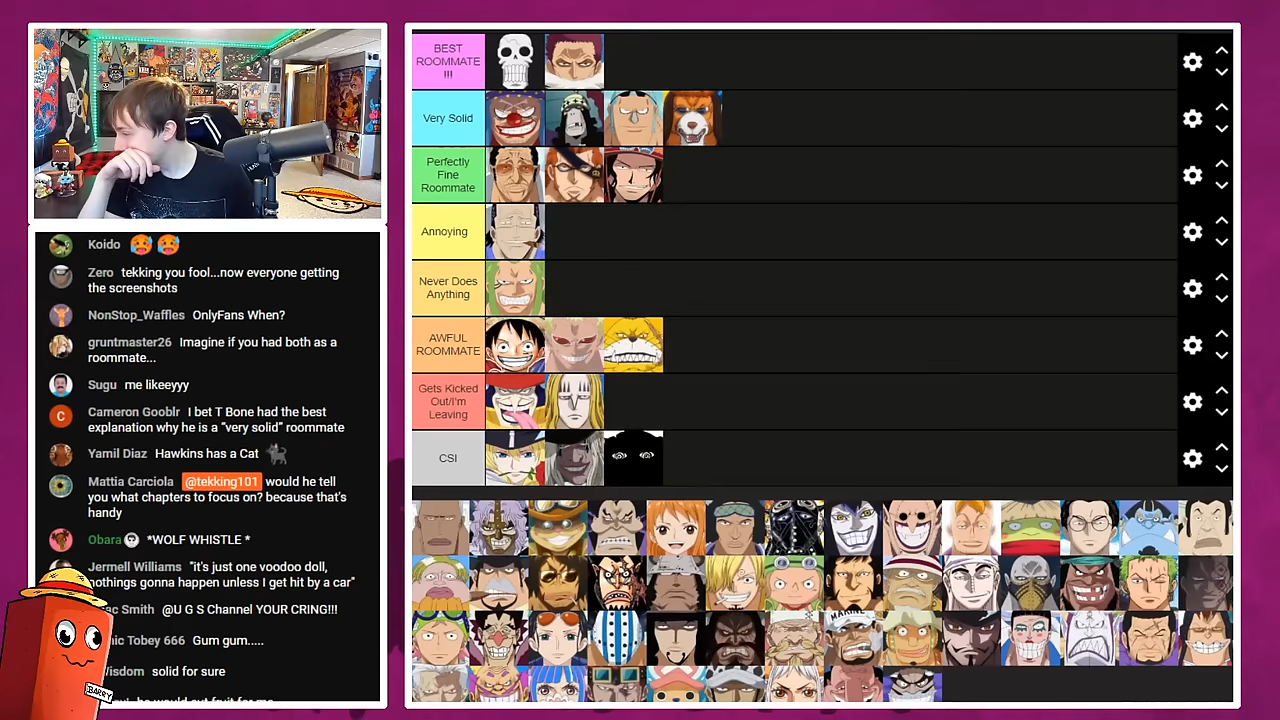 Koido
Zero tekking you fool...now everyone getting
the screenshots
NonStop_Waffles OnlyFans When?
gruntmaster26 Imagine if you had both as a
roommate...
Sugu me likeeyyy
C
Cameron Gooblr I bet T Bone had the best
explanation why he is a "very solid" roommate
Yamil Diaz Hawkins has a Cat
Mattia Carciola @tekking101 would he tell
you what chapters to focus on? because that's
handy
Obara *WOLF WHISTLE *
Jermell Williams "it's just one voodoo doll,
nothings gonna happen unless I get hit by a car"
Smith @U G S Channel YOUR CRING!!!
Tobey 666 Gum gum.....
solid for sure
BARRY
BEST
ROOMMATE
!!!
Very Solid
Perfectly
Fine
Roommate
Annoying
Never Does
Anything
AWFUL
ROOMMATE
Gets Kicked
Out/I'm
Leaving
CSI